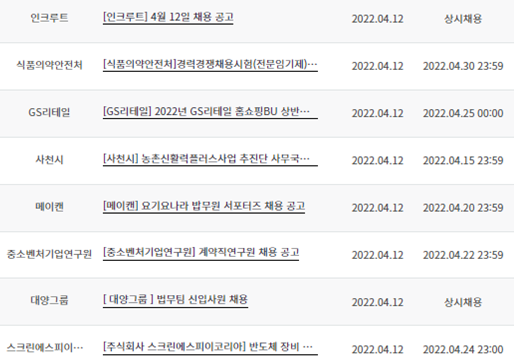 인크루트 [인크루트] 4월 12일 채용 공고 2022.04.12 상시채용
식품의약안전처 [식품의약안전처]경력경쟁채용시험(전문임기제)… 2022.04.12 2022.04.30 23:59
GS리테일 [GS리테일] 2022년 GS리테일 홈쇼핑BU 상반… 2022.04.12 2022.04.25 00:00
사천시 [사천시] 농촌신활력플러스사업 추진단 사무국… 2022.04.12 2022.04.15 23:59
메이캔 [메이캔] 요기요나라 밥무원 서포터즈 채용 공고 2022.04.12 2022.04.20 23:59
중소벤처기업연구원 [중소벤처기업연구원] 계약직연구원 채용 공고 2022.04.12 2022.04.22 23:59
대양그룹 [ 대양그룹 ] 법무팀 신입사원 채용 2022.04.12 상시채용
스크린에스피이… [주식회사 스크린에스피이코리아] 반도체 장비 … 2022.04.12 2022.04.24 23:00